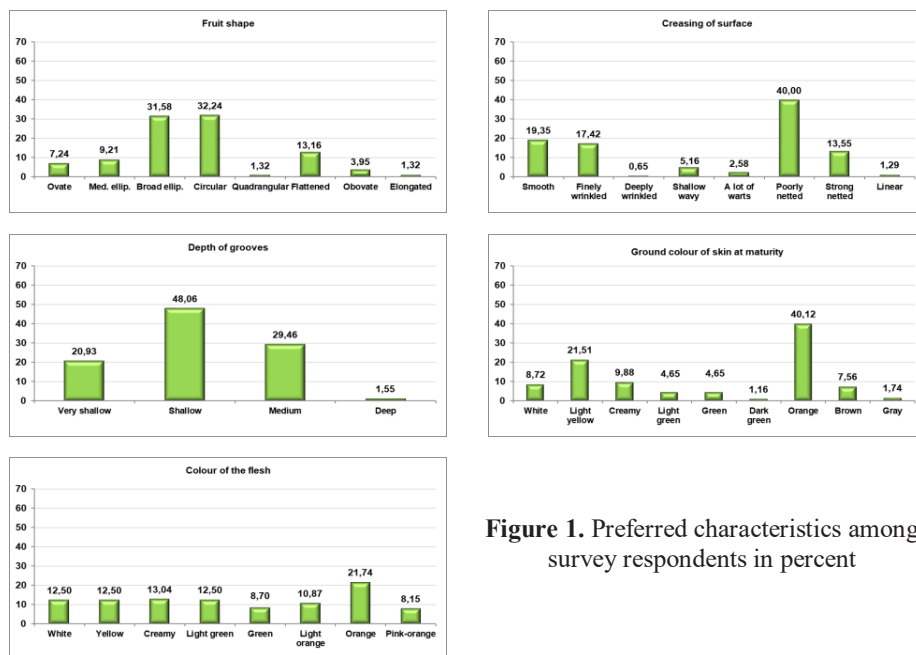 Fruit shape
70
60
50
40
30
20
10
0
7,24
9,21
31,58
32,24
1,32
13,16
3,95
1,32
Ovate
Med. ellip.
Broad ellip.
Circular
Quadrangular
Flattened
Obovate
Elongated
Creasing of surface
70
60
50
40
30
20
10
0
19,35
17,42
0,65
5,16
2,58
40,00
13,55
1,29
Smooth
Finely
wrinkled
Deeply
wrinkled
Shallow
wavy
A lot of
warts
Poorly
netted
Strong
netted
Linear
Depth of grooves
70
60
50
40
30
20
10
0
20,93
48,06
29,46
1,55
Very shallow
Shallow
Medium
Deep
Ground colour of skin at maturity
70
60
50
40
30
20
10
0
8,72
21,51
9,88
4,65
4,65
1,16
40,12
7,56
1,74
White
Light
yellow
Creamy
Light
green
Green
Dark
green
Orange
Brown
Gray
Colour of the flesh
70
60
50
40
30
20
10
0
12,50
12,50
13,04
12,50
8,70
10,87
21,74
8,15
White
Yellow
Creamy
Light green
Green
Light
orange
Orange
Pink-orange
Figure 1. Preferred characteristics among
survey respondents in percent